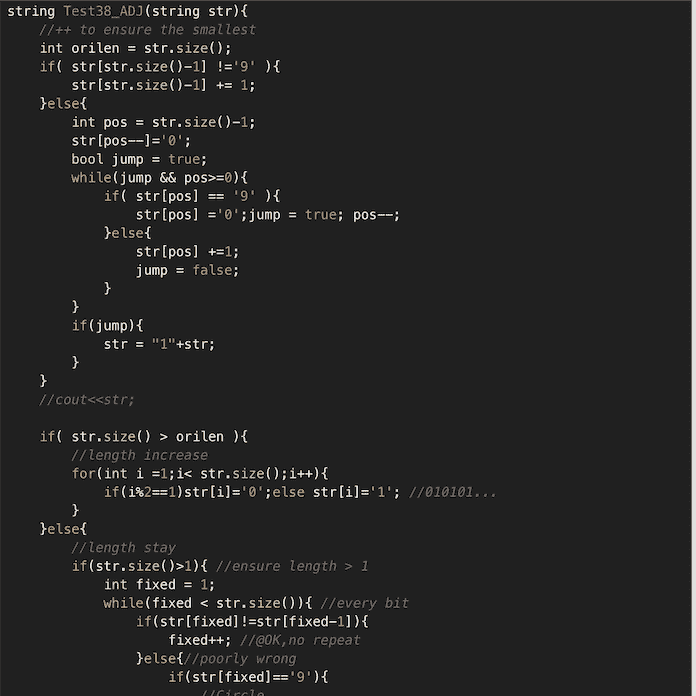 string Test38_ADJ(string str){
//++ to ensure the smallest
int orilen = str.size();
if( str[str.size()-1] !='9' ){
str[str.size()-1] += 1;
}else{
int pos = str.size()-1;
str[pos--]='0';
bool jump = true;
while(jump && pos>=0){
if( str[pos] == '9' ){
str[pos] ='0';jump = true; pos--;
}else{
str[pos] +=1;
jump = false;
}
}
if(jump){
str = "1"+str;
}
}
//cout<<str;
if( str.size() > orilen ){
//length increase
for(int i =1;i< str.size();i++){
if(i%2==1)str[i]='0';else str[i]='1'; //010101...
}
}else{
//length stay
if(str.size()>1){ //ensure length > 1
int fixed = 1;
while(fixed < str.size()){ //every bit
if(str[fixed]!=str[fixed-1]){
fixed++; //@OK,no repeat
}else{//poorly wrong
if(str[fixed]=='9'){
//Circle